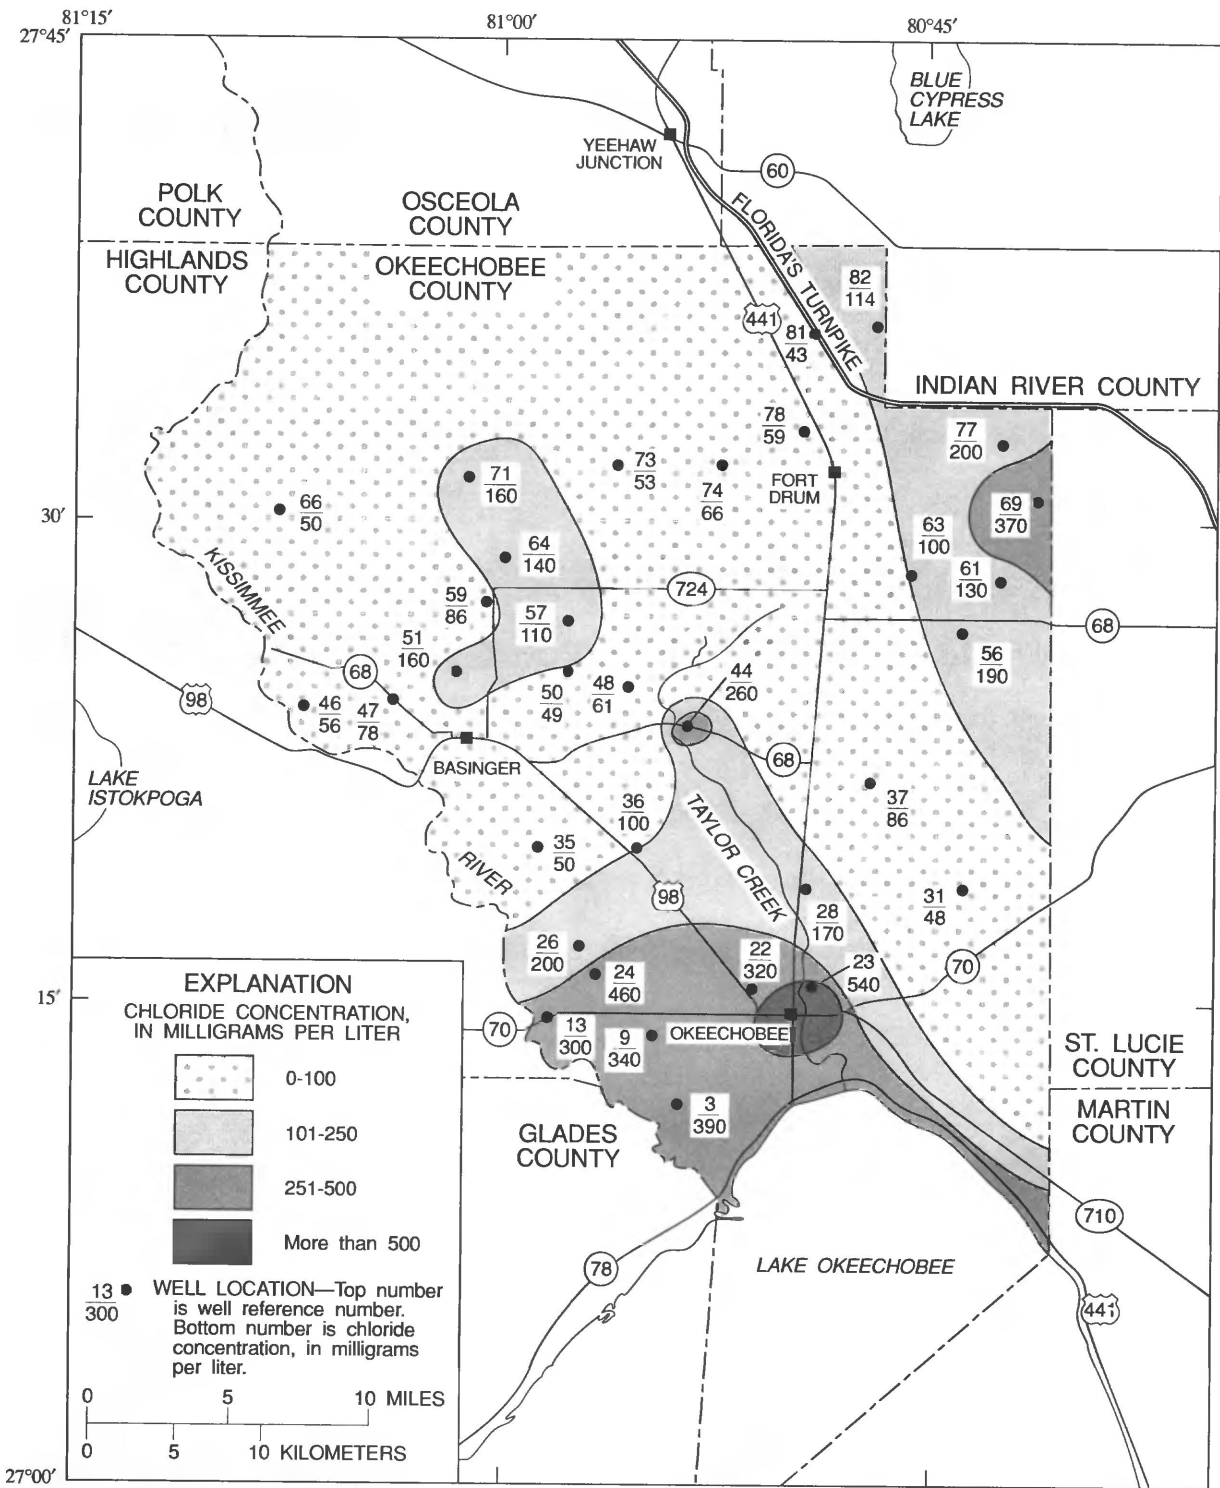 81°15′
81°00′
80°45′
27°45′
BLUE
CYPRESS
LAKE
YEEHAW
JUNCTION
60
POLK
COUNTY
OSCEOLA
COUNTY
FLORIDA'S TURNPIKE
HIGHLANDS
COUNTY
OKEECHOBEE
COUNTY
82
114
441
81
43
INDIAN RIVER COUNTY
78
59
77
200
73
53
74
66
FORT
DRUM
71
160
69
370
66
50
30′
63
100
64
140
61
130
KISSIMMEE
59
86
724
57
110
68
51
160
56
190
68
44
260
98
50
49
48
61
46
56
47
78
BASINGER
68
LAKE
ISTOKPOGA
37
86
36
100
TAYLOR CREEK
35
50
RIVER
98
31
48
28
170
26
200
22
320
23
540
70
24
460
15′
70
13
300
9
340
OKEECHOBEE
ST. LUCIE
COUNTY
3
390
MARTIN
COUNTY
GLADES
COUNTY
710
LAKE OKEECHOBEE
78
441
EXPLANATION
CHLORIDE CONCENTRATION,
IN MILLIGRAMS PER LITER
0-100
101-250
251-500
More than 500
13
300
WELL LOCATION—Top number
is well reference number.
Bottom number is chloride
concentration, in milligrams
per liter.
0 5 10 MILES
0 5 10 KILOMETERS
27°00′